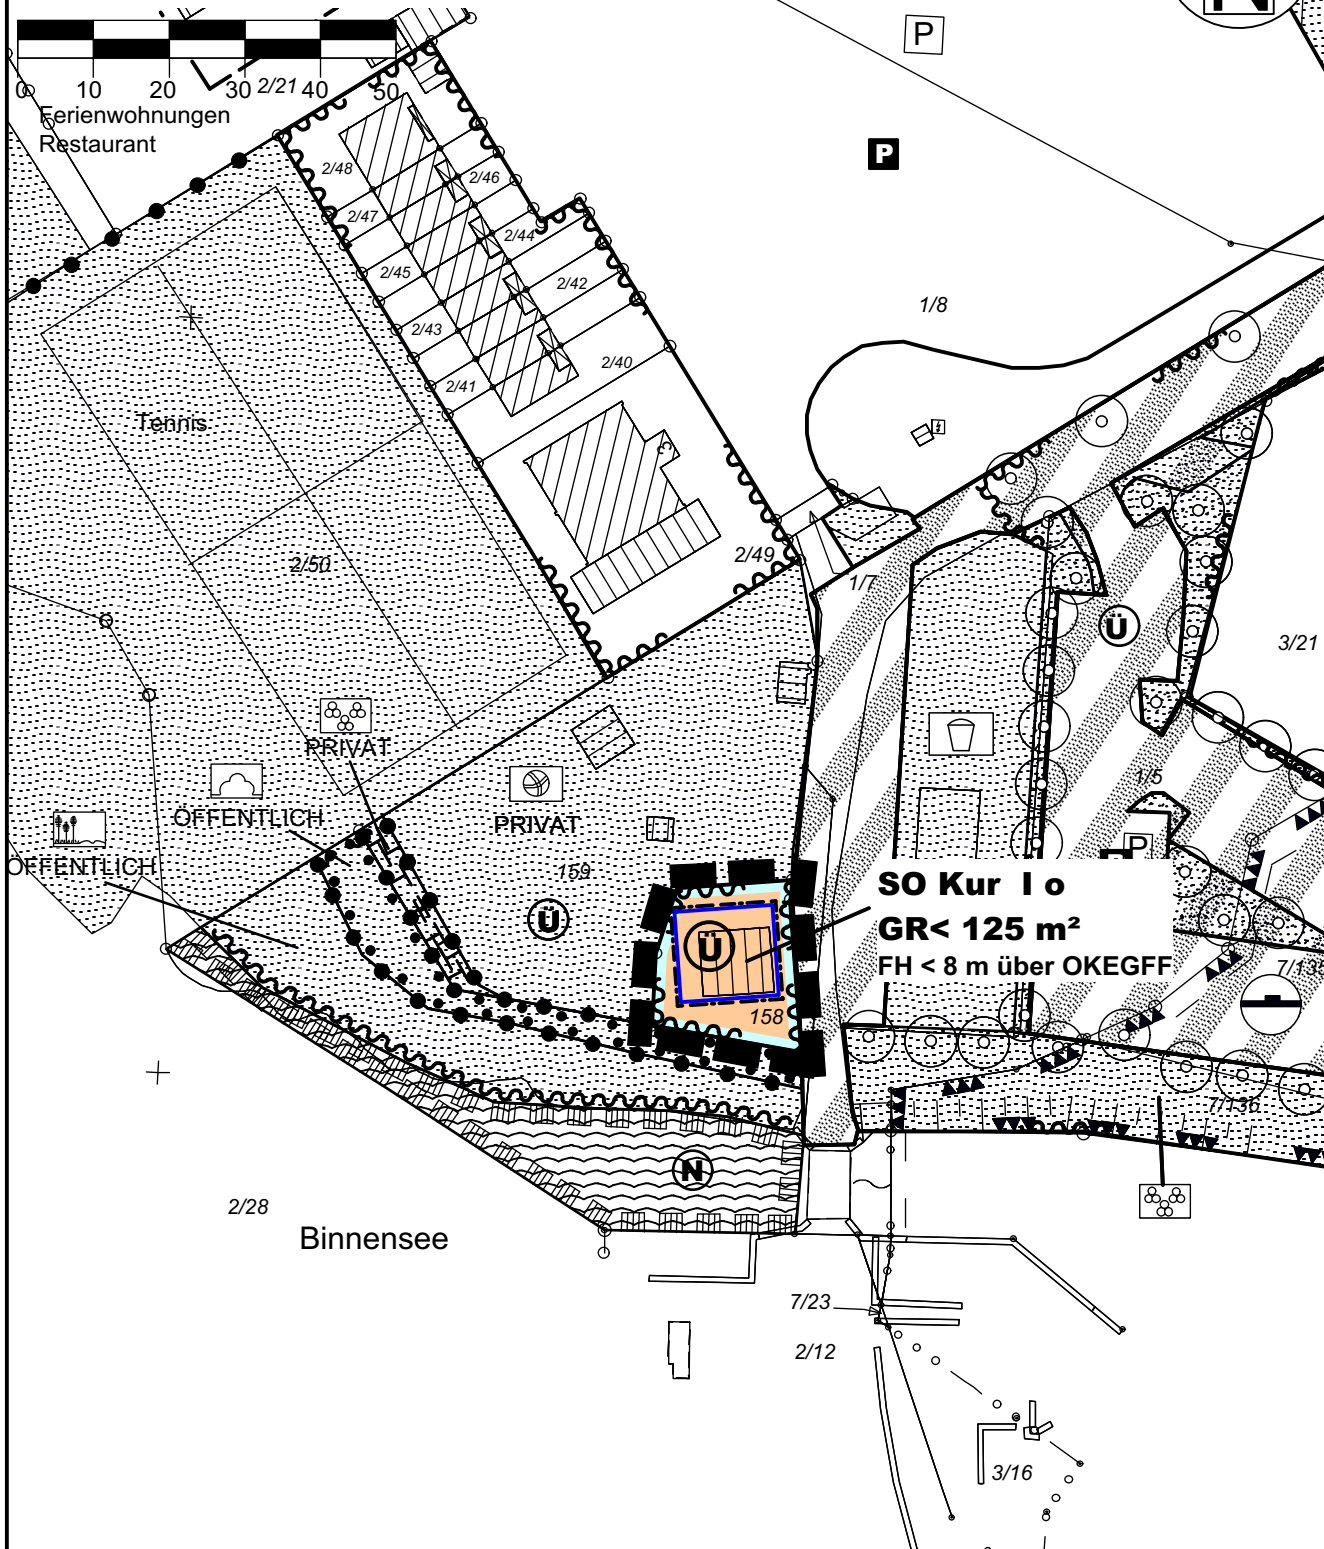 P
0 10 20 30 40 50
2/21
Ferienwohnungen
Restaurant
P
2/48
2/46
2/47
2/44
2/45
2/42
2/43
2/40
2/41
1/8
Tennis
2/49
2/50
1/7
Ü
3/21
PRIVAT
1/5
ÖFFENTLICH
PRIVAT
P
ÖFFENTLICH
159
SO Kur I o
GR< 125 m²
FH < 8 m über OKEGFF
Ü
Ü
158
7/136
N
2/28
Binnensee
7/23
2/12
3/16